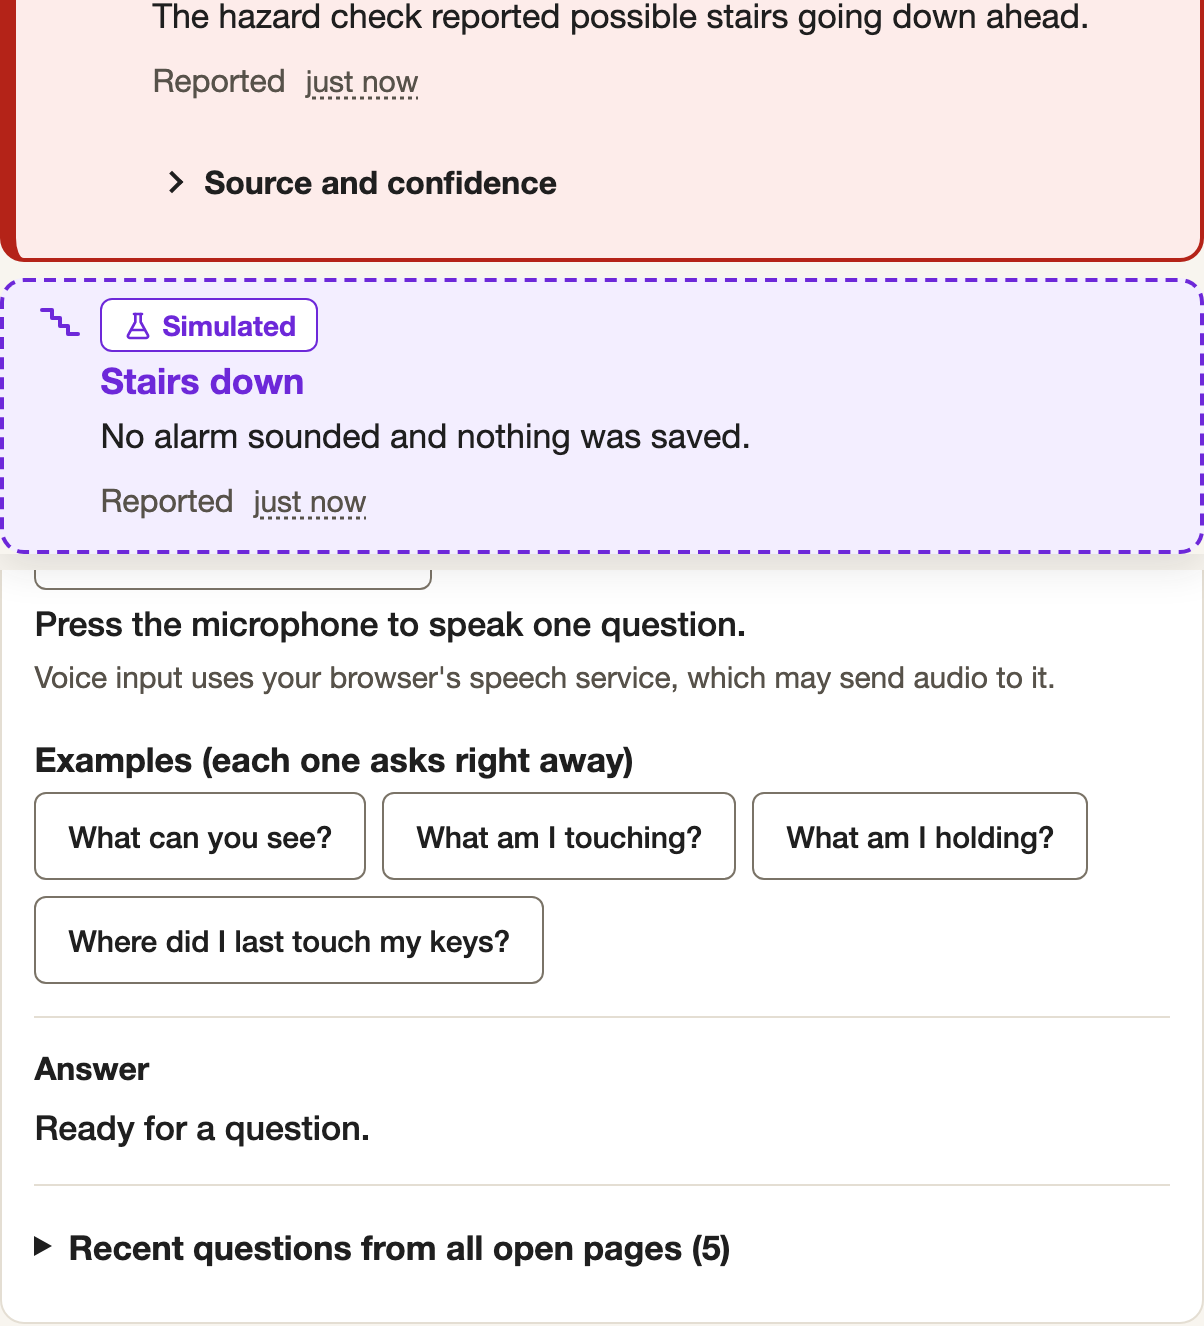 The hazard check reported possible stairs going down ahead.
Reported just now
Source and confidence
Simulated
Stairs down
No alarm sounded and nothing was saved.
Reported just now
Press the microphone to speak one question.
Voice input uses your browser's speech service, which may send audio to it.
Examples (each one asks right away)
What can you see? What am I touching? What am I holding?
Where did I last touch my keys?
Answer
Ready for a question.
Recent questions from all open pages (5)